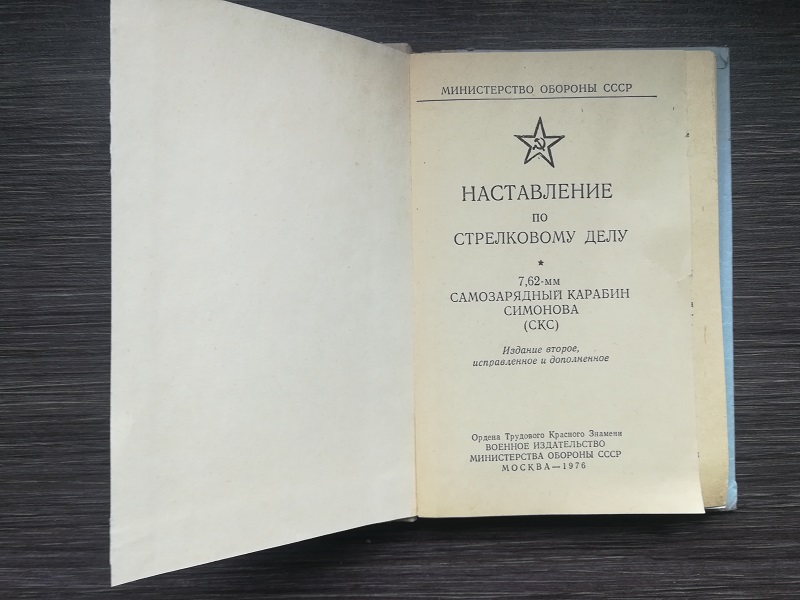 МИНИСТЕРСТВО ОБОРОНЫ СССР
НАСТАВЛЕНИЕ
ПО
СТРЕЛКОВОМУ ДЕЛУ
★
7,62-мм
САМОЗАРЯДНЫЙ КАРАБИН
СИМОНОВА
(СКС)
Издание второе,
исправленное и дополненное
Ордена Трудового Красного Знамени
ВОЕННОЕ ИЗДАТЕЛЬСТВО
МИНИСТЕРСТВА ОБОРОНЫ СССР
МОСКВА—1976